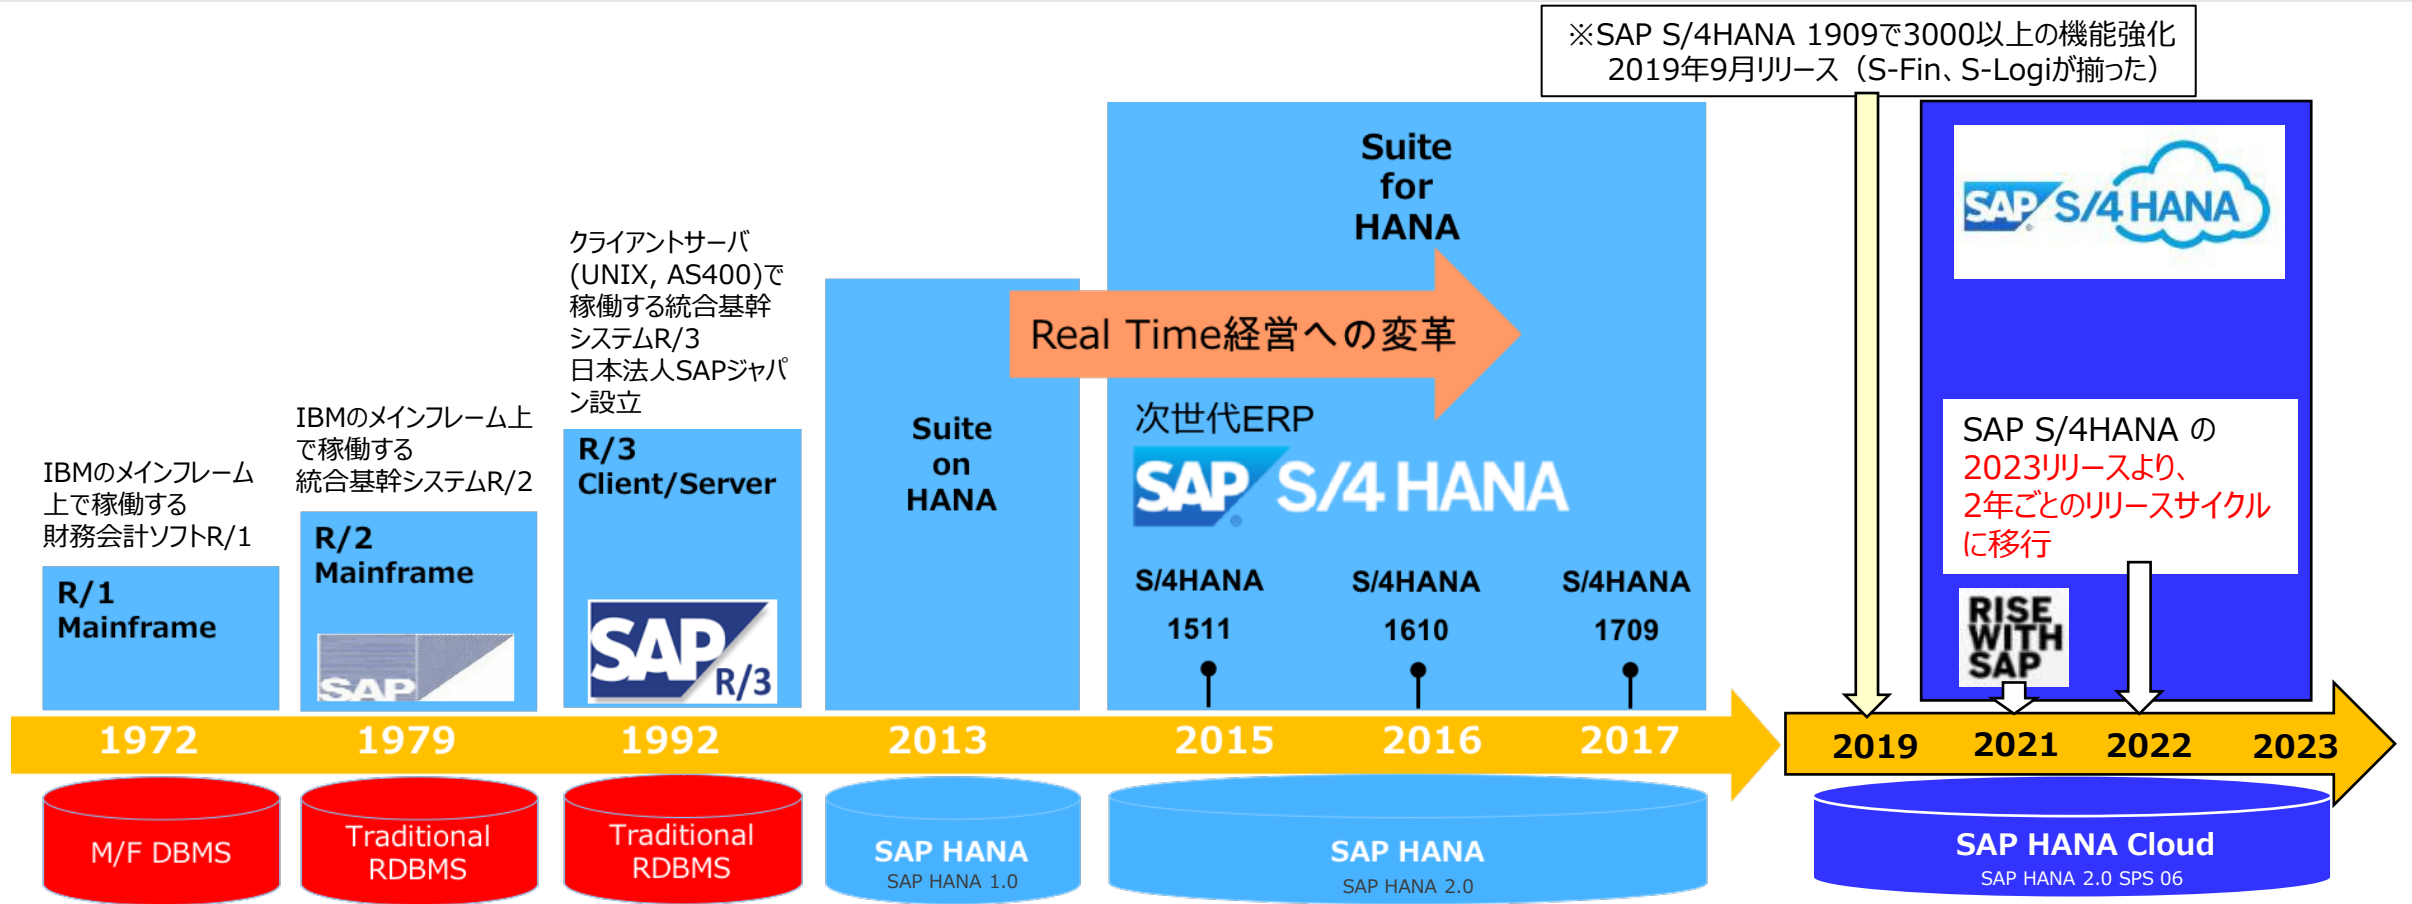 ※SAP S/4HANA 1909で3000以上の機能強化
2019年9月リリース（S-Fin、S-Logiが揃った）
IBMのメインフレーム
上で稼働する
財務会計ソフトR/1
R/1
Mainframe
IBMのメインフレーム上
で稼働する
統合基幹システムR/2
R/2
Mainframe
SAP
クライアントサーバ
(UNIX, AS400)で
稼働する統合基幹
システムR/3
日本法人SAPジャパ
ン設立
R/3
Client/Server
SAP
R/3
Suite
on
HANA
Suite
for
HANA
Real Time経営への変革
次世代ERP
SAP S/4 HANA
S/4HANA
1511
S/4HANA
1610
S/4HANA
1709
SAP S/4 HANA
SAP S/4HANA の
2023リリースより、
2年ごとのリリースサイクル
に移行
RISE
WITH
SAP
1972
1979
1992
2013
2015
2016
2017
2019
2021
2022
2023
M/F DBMS
Traditional
RDBMS
Traditional
RDBMS
SAP HANA
SAP HANA 1.0
SAP HANA
SAP HANA 2.0
SAP HANA Cloud
SAP HANA 2.0 SPS 06